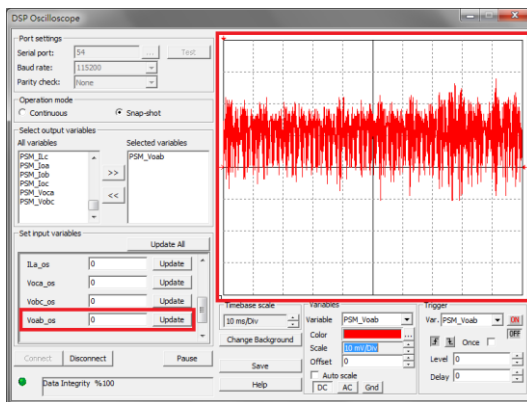 DSP Oscilloscope
Port settings
Serial port: 54 ... Test
Baud rate: 115200
Parity check: None
Operation mode
Continuous Snap-shot
Select output variables
All variables Selected variables
PSM_ILc PSM_Voab
PSM_Ioa
PSM_Iob >>
PSM_Ioc
PSM_Voca <<
PSM_Vobc
Set input variables
Update All
ILa_os 0 Update
Voca_os 0 Update
Vobc_os 0 Update
Voab_os 0 Update
Connect Disconnect Pause
Data Integrity %100
Timebase scale
10 ms/Div
Change Background
Save
Help
Variables
Variable PSM_Voab
Color ...
Scale 10 mV/Div
Offset 0
Auto scale
DC AC Gnd
Trigger
Var. PSM_Voab ON
OFF
Once
Level 0
Delay 0